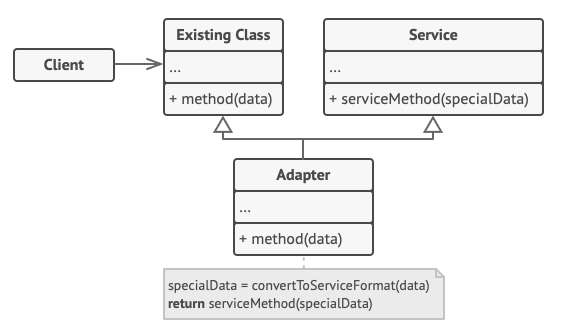 Client
Existing Class
...
+ method(data)
Service
...
+ serviceMethod(specialData)
Adapter
...
+ method(data)
specialData = convertToServiceFormat(data)
return serviceMethod(specialData)